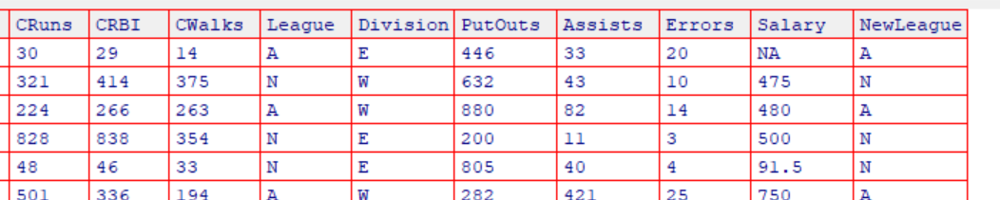 CRuns CRBI CWalks League Division PutOuts Assists Errors Salary NewLeague
30 29 14 A E 446 33 20 NA A
321 414 375 N W 632 43 10 475 N
224 266 263 A W 880 82 14 480 A
828 838 354 N E 200 11 3 500 N
48 46 33 N E 805 40 4 91.5 N
501 336 194 A W 282 421 25 750 A